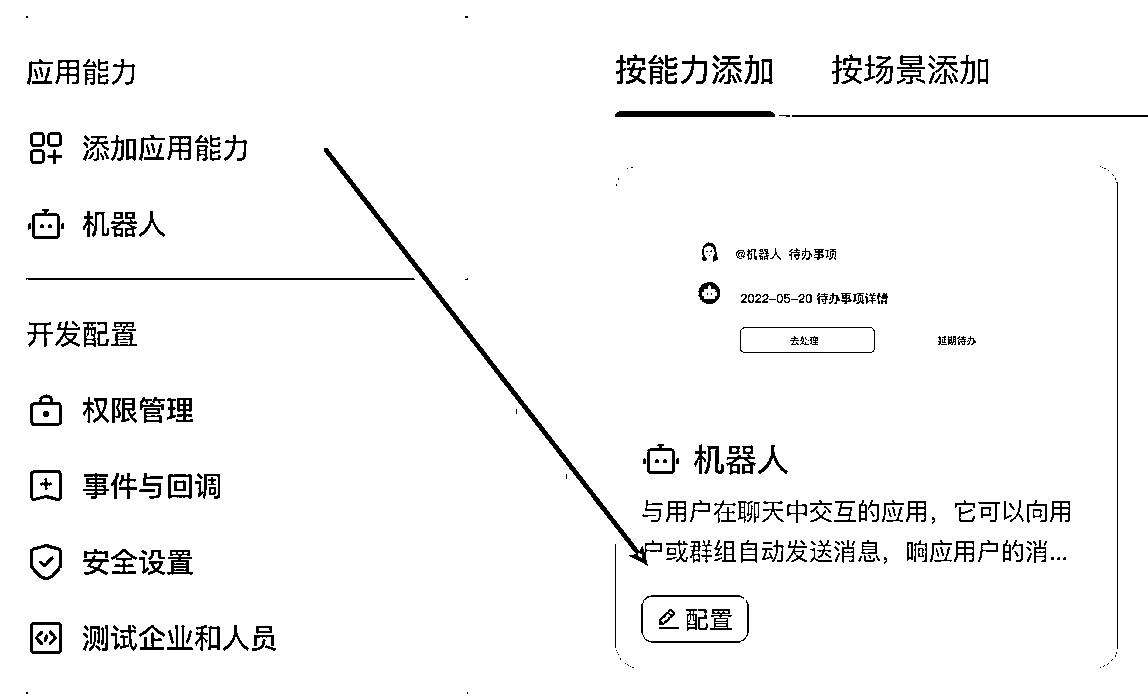 应用能力
添加应用能力
机器人
开发配置
权限管理
事件与回调
安全设置
测试企业和人员
按能力添加 按场景添加
@机器人 待办事项
2022-05-20 待办事项详情
去处理 延期待办
机器人
与用户在聊天中交互的应用，它可以向用
户或群组自动发送消息，响应用户的消...
配置